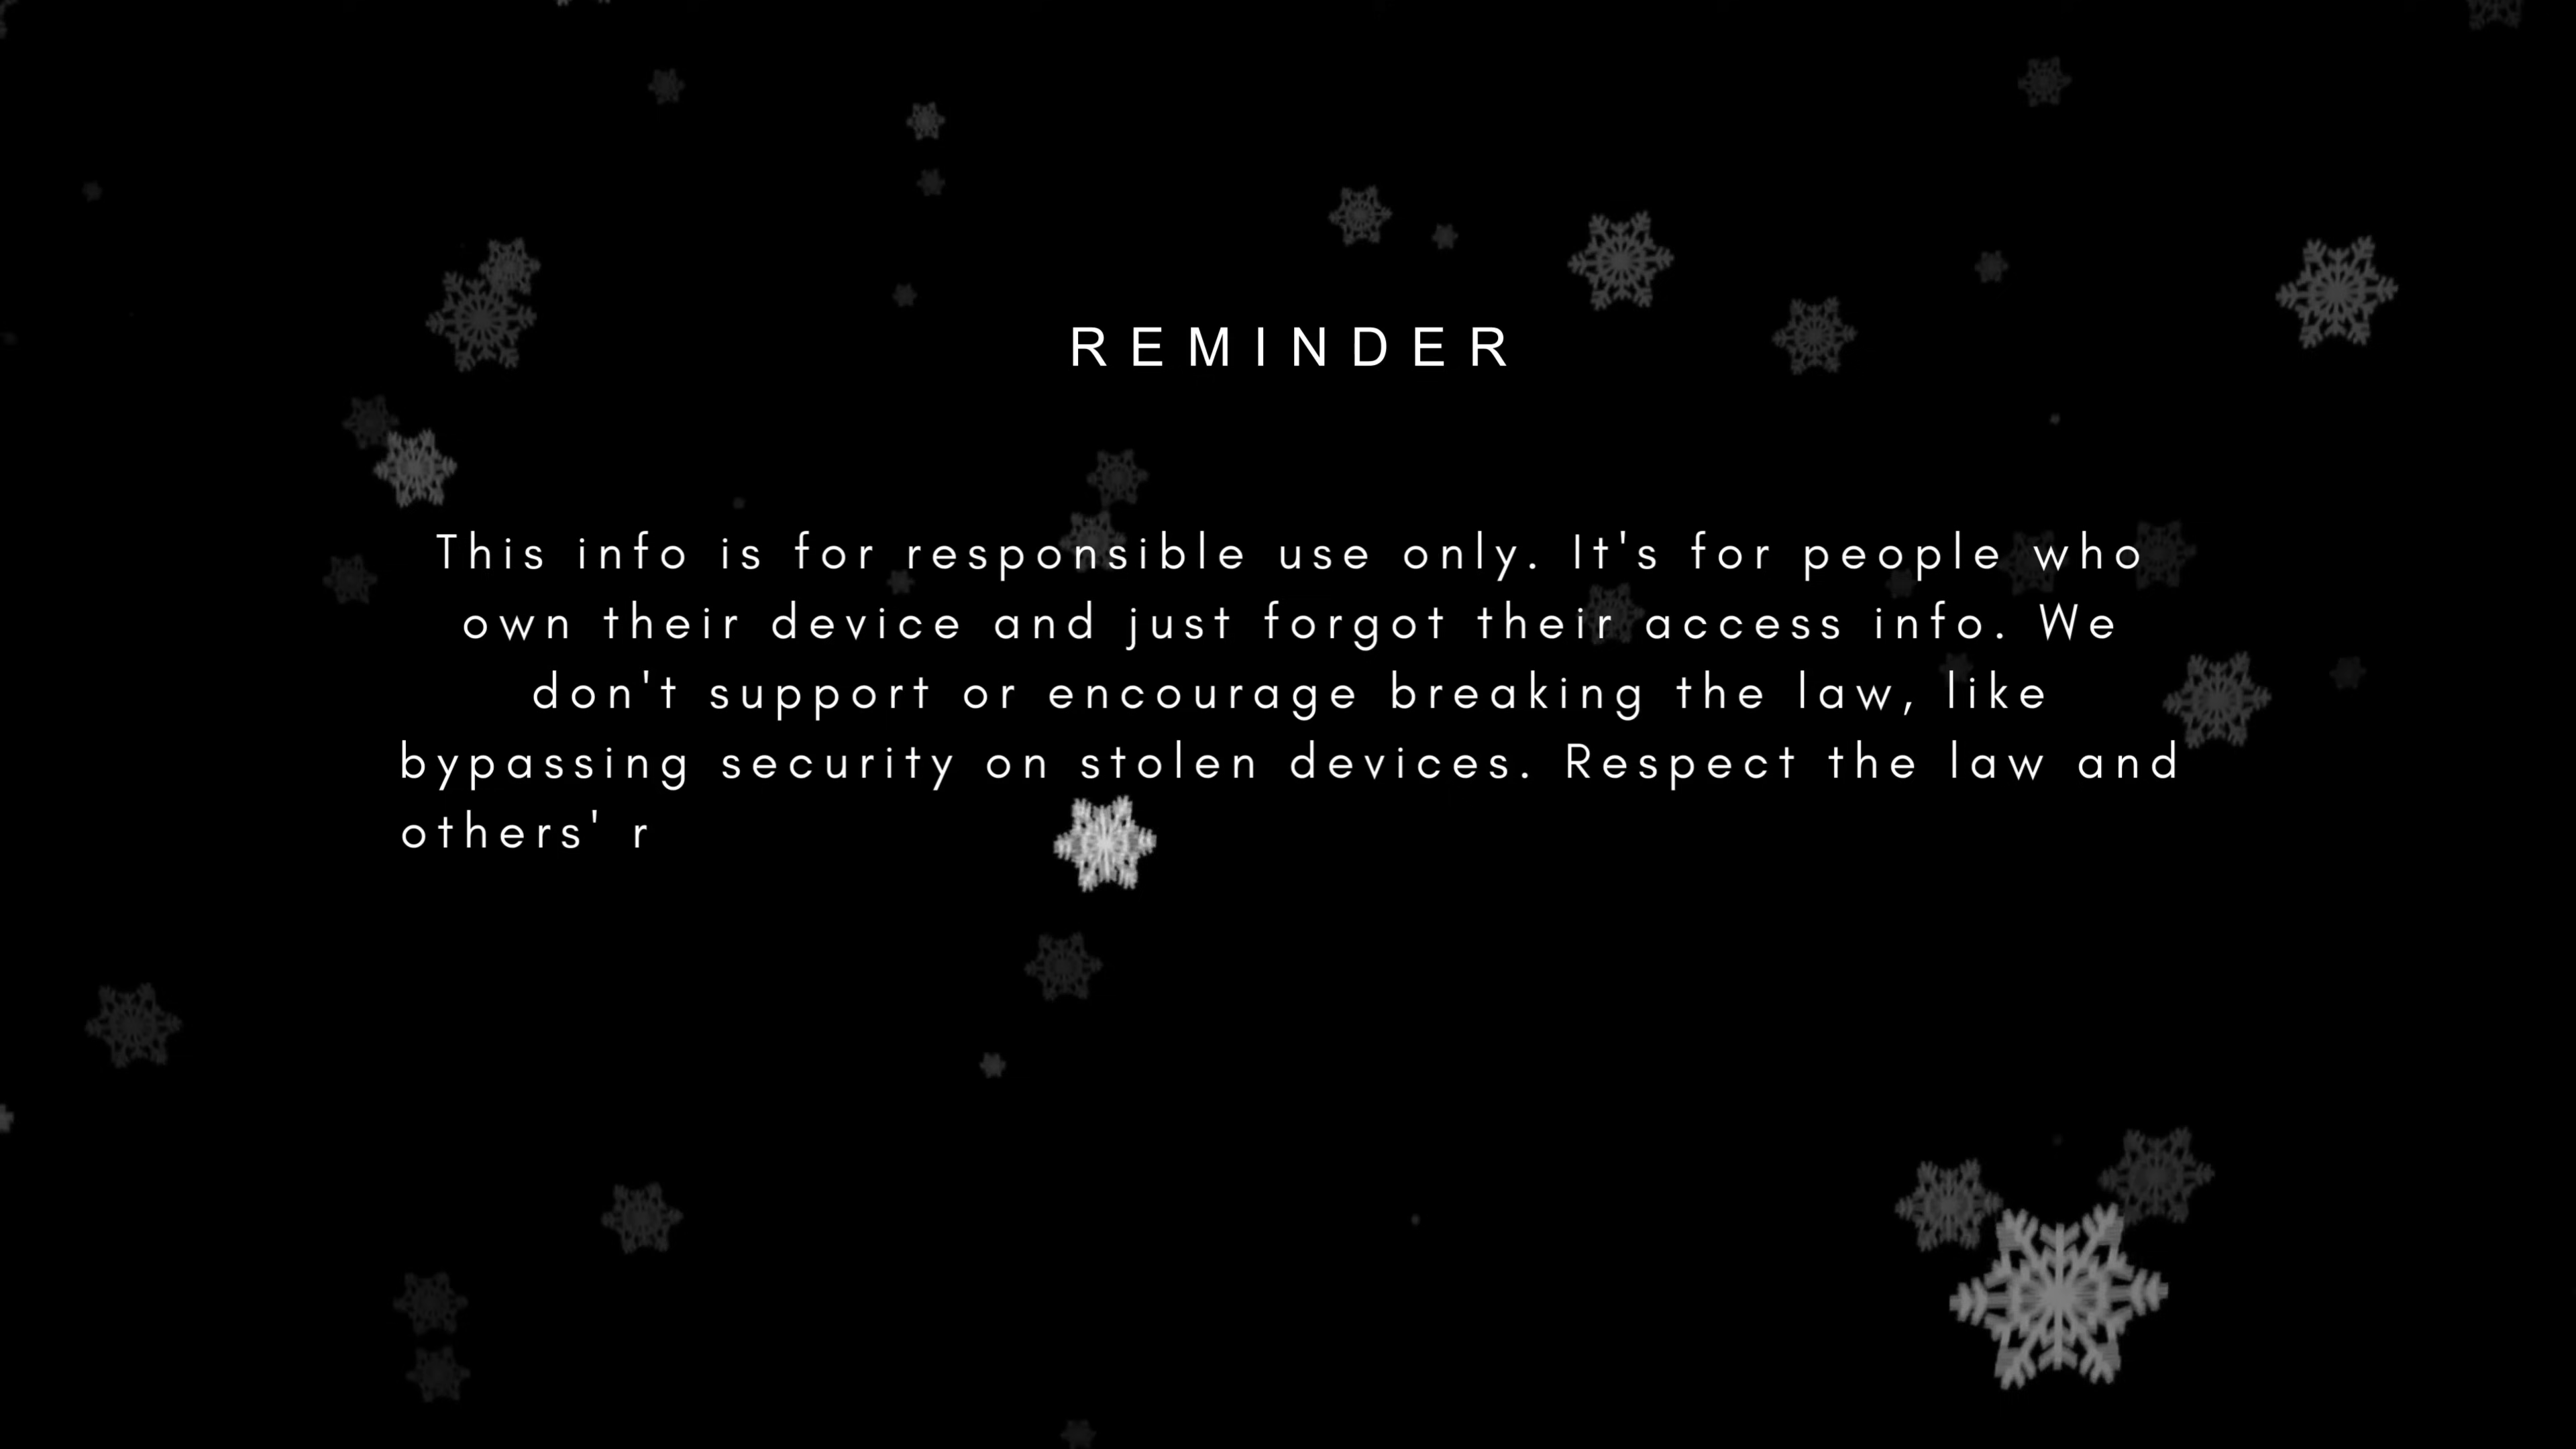 REMINDER
This info is for responsible use only. It's for people who
own their device and just forgot their access info. We
don't support or encourage breaking the law, like
bypassing security on stolen devices. Respect the law and
others' r